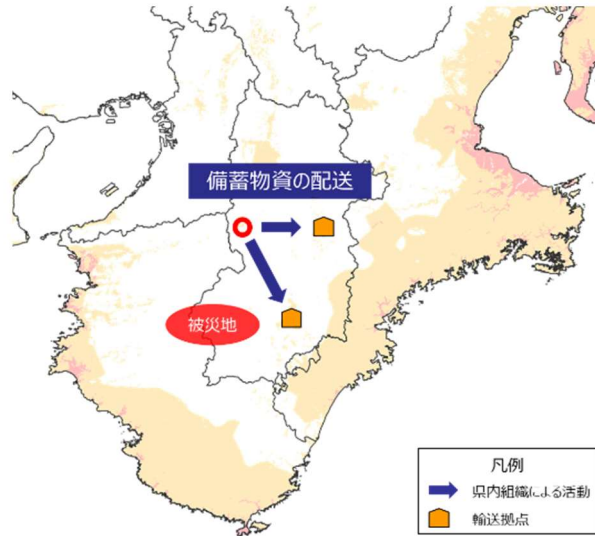 備蓄物資の配送
被災地
凡例
県内組織による活動
輸送拠点